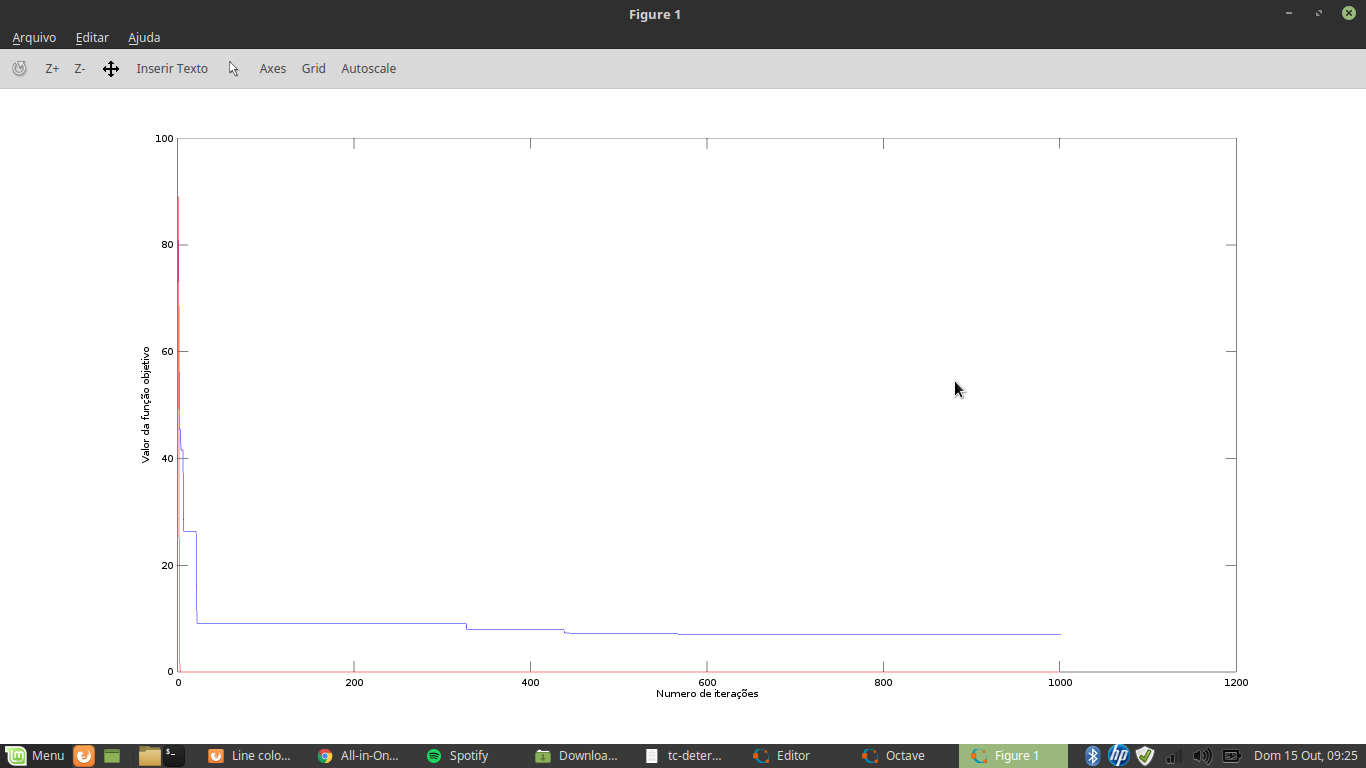 Figure 1
Arquivo Editar Ajuda
Z+ Z- Inserir Texto Axes Grid Autoscale
100
80
60
40
20
0
Valor da função objetivo
0 200 400 600 800 1000 1200
Numero de iterações
Menu $_ Line colo... All-in-On... Spotify Downloa... tc-deter... Editor Octave Figure 1 hp Dom 15 Out, 09:25